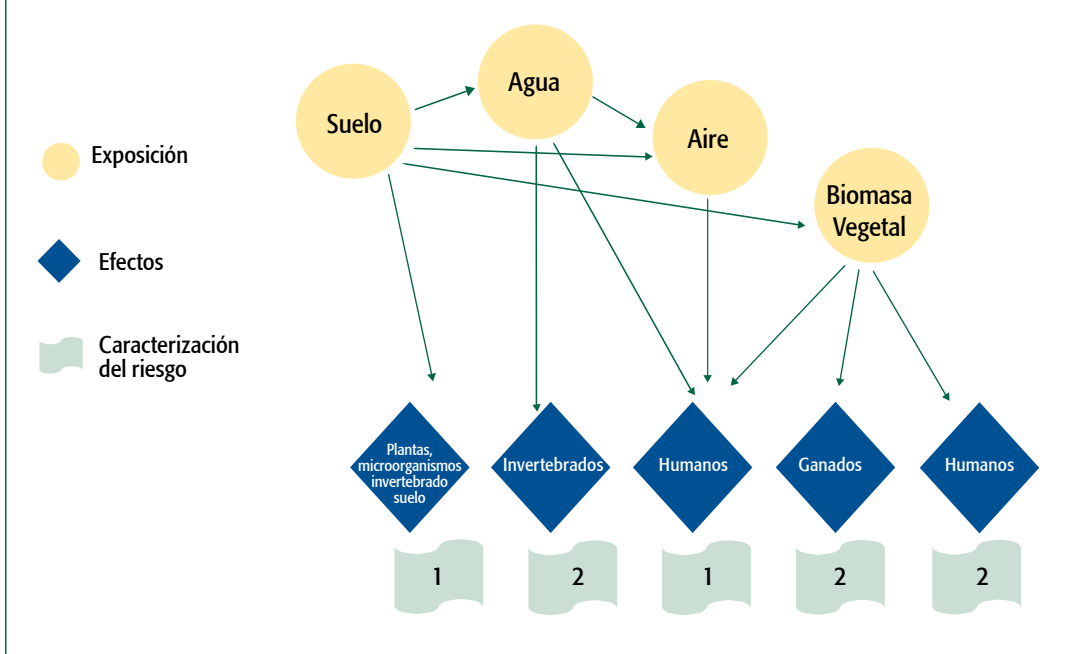 Exposición
Efectos
Caracterización
del riesgo
Suelo
Agua
Aire
Biomasa
Vegetal
Plantas,
microorganismos
invertebrado
suelo
Invertebrados
Humanos
Ganados
Humanos
1
2
1
2
2